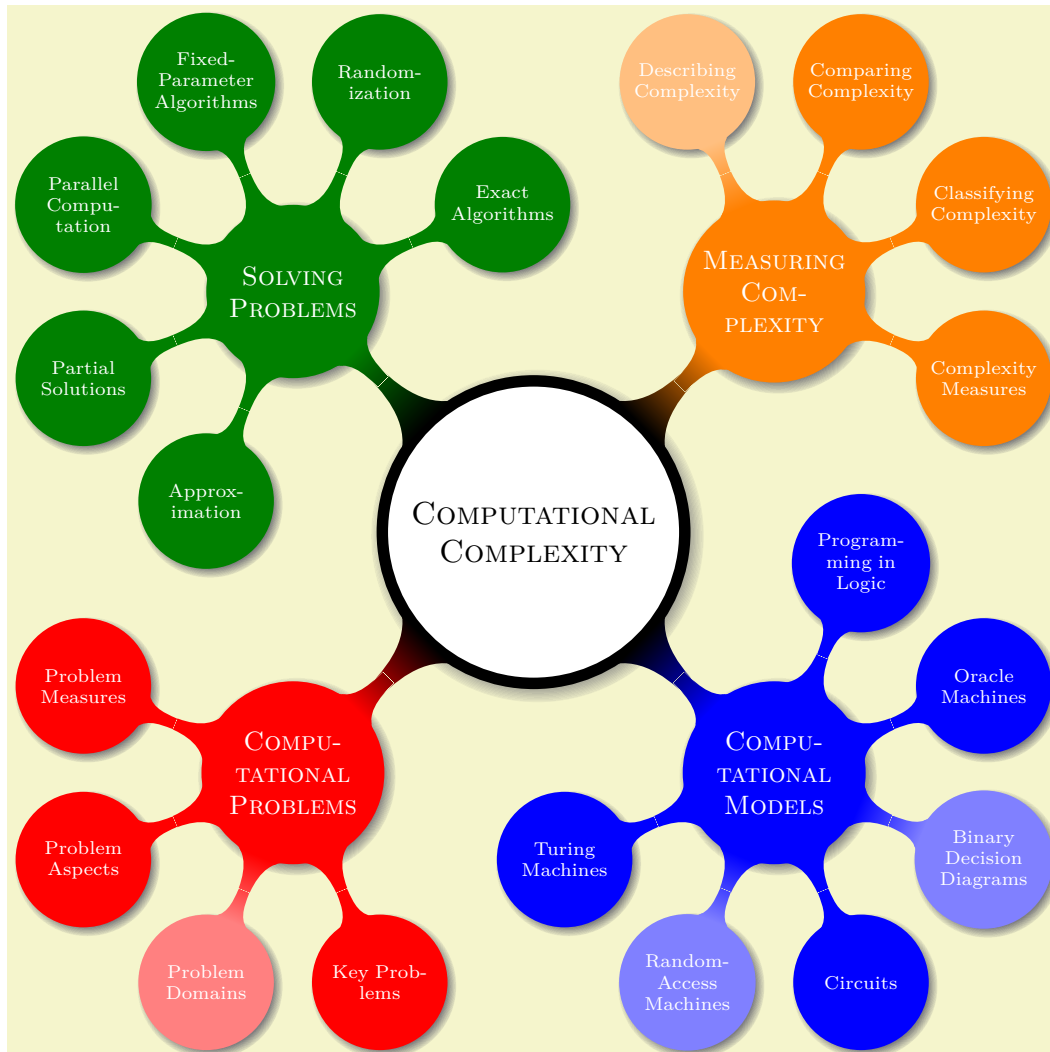 Fixed-
Parameter
Algorithms
Random-
ization
Describing
Complexity
Comparing
Complexity
Parallel
Compu-
tation
Exact
Algorithms
Classifying
Complexity
SOLVING
PROBLEMS
MEASURING
COM-
PLEXITY
Partial
Solutions
Complexity
Measures
Approx-
imation
COMPUTATIONAL
COMPLEXITY
Program-
ming in
Logic
Problem
Measures
Oracle
Machines
COMPU-
TATIONAL
PROBLEMS
COMPU-
TATIONAL
MODELS
Problem
Aspects
Turing
Machines
Binary
Decision
Diagrams
Problem
Domains
Key Prob-
lems
Random-
Access
Machines
Circuits